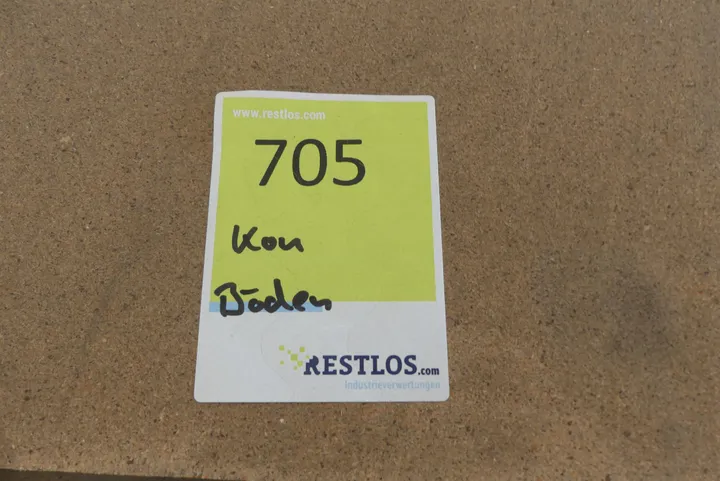 www.restlos.com
705
Kon
Böden
RESTLOS.com
industrieverwertungen